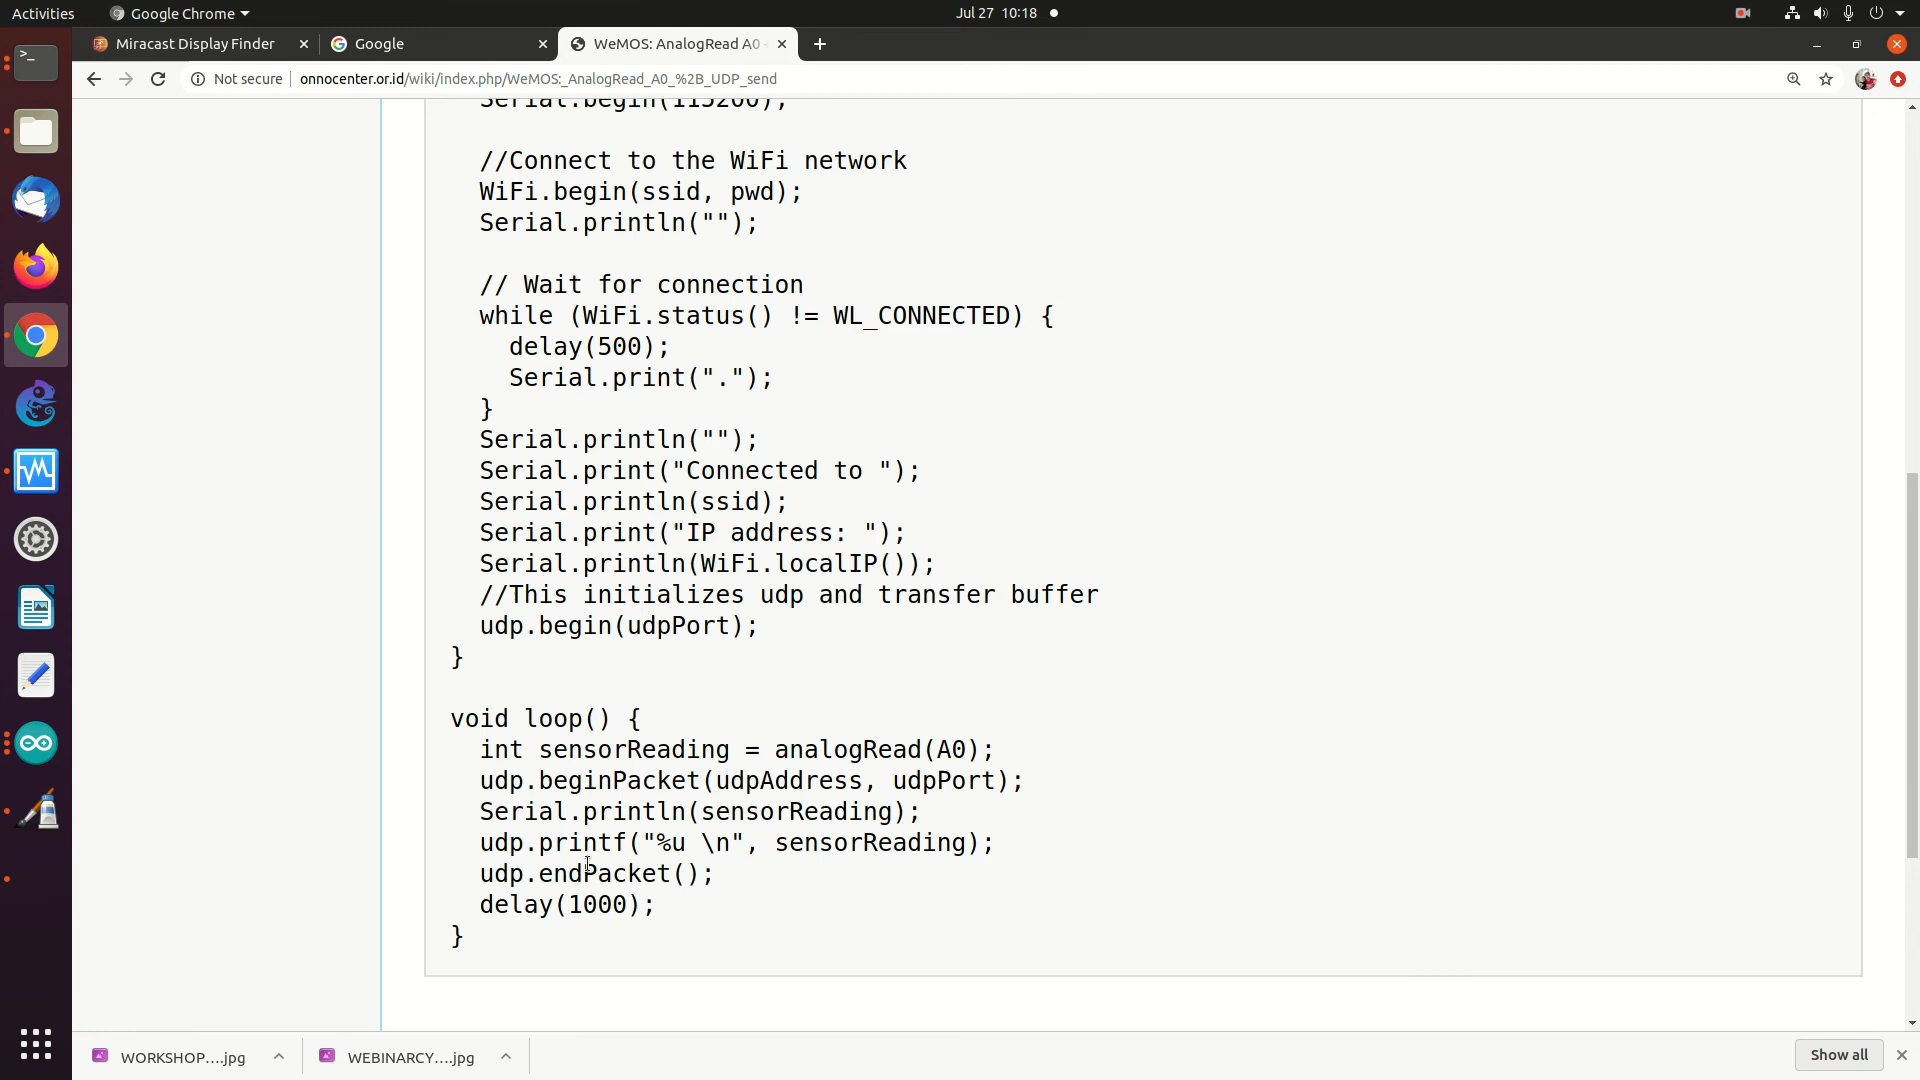 Activities
Google Chrome
Jul 27 10:18
Miracast Display Finder
Google
WeMOS: AnalogRead A0
Not secure
onnocenter.or.id/wiki/index.php/WeMOS:_AnalogRead_A0_%2B_UDP_send
Serial.begin(115200);
//Connect to the WiFi network
WiFi.begin(ssid, pwd);
Serial.println("");
// Wait for connection
while (WiFi.status() != WL_CONNECTED) {
delay(500);
Serial.print(".");
}
Serial.println("");
Serial.print("Connected to ");
Serial.println(ssid);
Serial.print("IP address: ");
Serial.println(WiFi.localIP());
//This initializes udp and transfer buffer
udp.begin(udpPort);
}
void loop() {
int sensorReading = analogRead(A0);
udp.beginPacket(udpAddress, udpPort);
Serial.println(sensorReading);
udp.printf("%u \n", sensorReading);
udp.endPacket();
delay(1000);
}
WORKSHOP....jpg
WEBINARCY....jpg
Show all